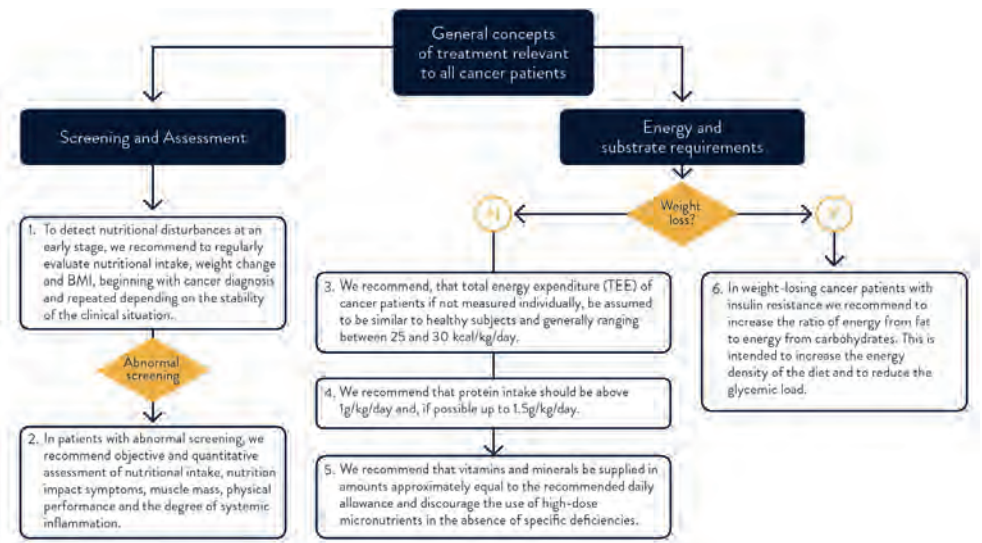 General concepts
of treatment relevant
to all cancer patients
Screening and Assessment
Energy and
substrate requirements
1. To detect nutritional disturbances at an
early stage, we recommend to regularly
evaluate nutritional intake, weight change
and BMI, beginning with cancer diagnosis
and repeated depending on the stability
of the clinical situation.
Abnormal
screening
2. In patients with abnormal screening, we
recommend objective and quantitative
assessment of nutritional intake, nutrition
impact symptoms, muscle mass, physical
performance and the degree of systemic
inflammation.
N
Weight
loss?
Y
3. We recommend, that total energy expenditure (TEE) of
cancer patients if not measured individually, be assumed
to be similar to healthy subjects and generally ranging
between 25 and 30 kcal/kg/day.
4. We recommend that protein intake should be above
1g/kg/day and, if possible up to 1.5g/kg/day.
5. We recommend that vitamins and minerals be supplied in
amounts approximately equal to the recommended daily
allowance and discourage the use of high-dose
micronutrients in the absence of specific deficiencies.
6. In weight-losing cancer patients with
insulin resistance we recommend to
increase the ratio of energy from fat
to energy from carbohydrates. This is
intended to increase the energy
density of the diet and to reduce the
glycemic load.